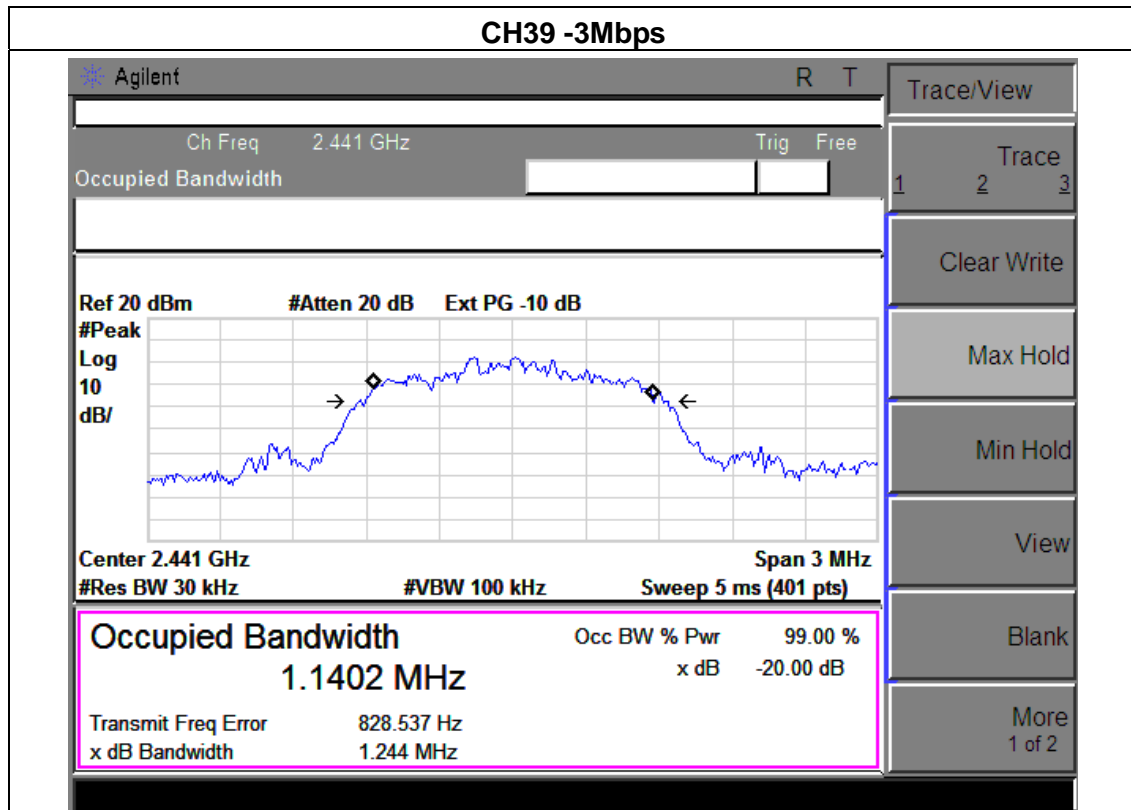 CH39 -3Mbps
Agilent R T
Trace/View
Ch Freq 2.441 GHz Trig Free
Occupied Bandwidth
Trace
1 2 3
Clear Write
Ref 20 dBm #Atten 20 dB Ext PG -10 dB
#Peak
Log
10
dB/
Max Hold
Min Hold
View
Center 2.441 GHz Span 3 MHz
#Res BW 30 kHz #VBW 100 kHz Sweep 5 ms (401 pts)
Occupied Bandwidth Occ BW % Pwr 99.00 %
1.1402 MHz x dB -20.00 dB
Blank
Transmit Freq Error 828.537 Hz
x dB Bandwidth 1.244 MHz
More
1 of 2